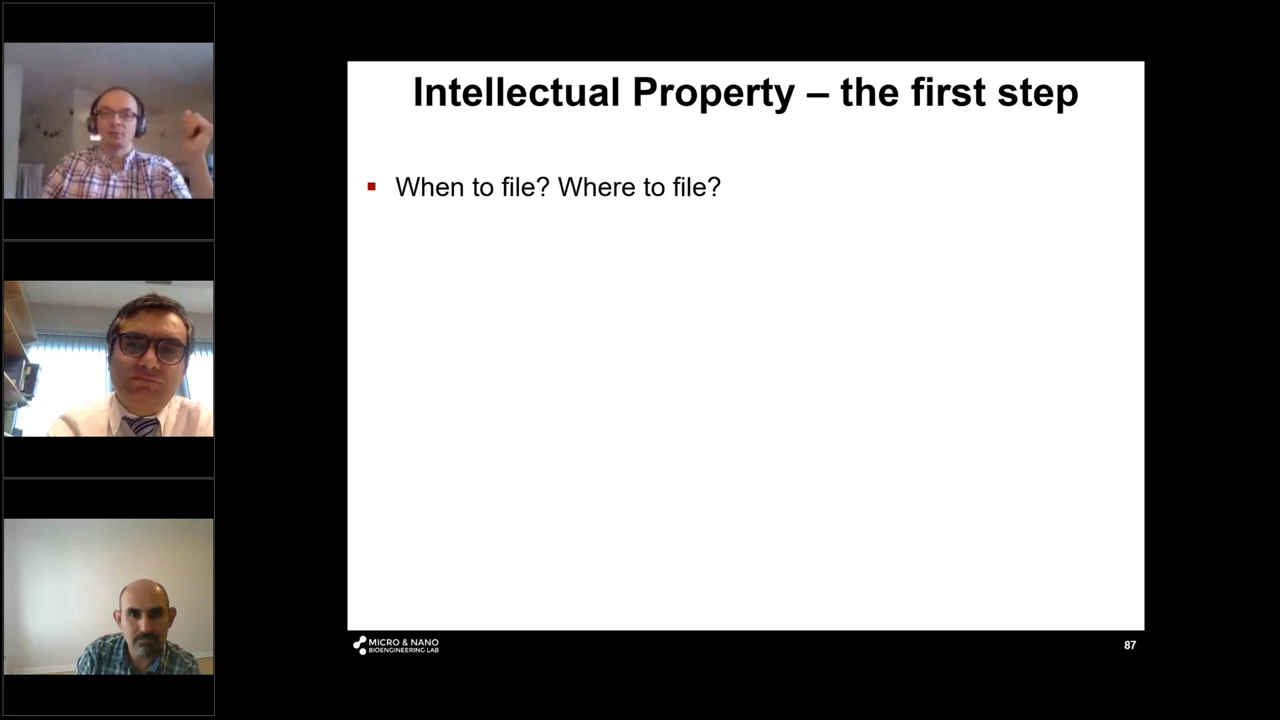 Intellectual Property – the first step
When to file? Where to file?
MICRO & NANO
BIOENGINEERING LAB
87